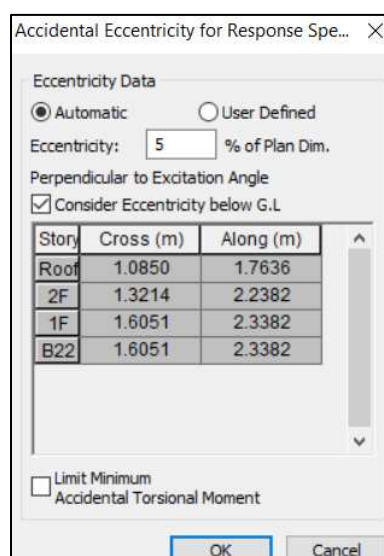 Accidental Eccentricity for Response Spe...
Eccentricity Data
Automatic User Defined
Eccentricity: 5 % of Plan Dim.
Perpendicular to Excitation Angle
Consider Eccentricity below G.L
Story Cross (m) Along (m)
Roof 1.0850 1.7636
2F 1.3214 2.2382
1F 1.6051 2.3382
B22 1.6051 2.3382
Limit Minimum
Accidental Torsional Moment
OK Cancel